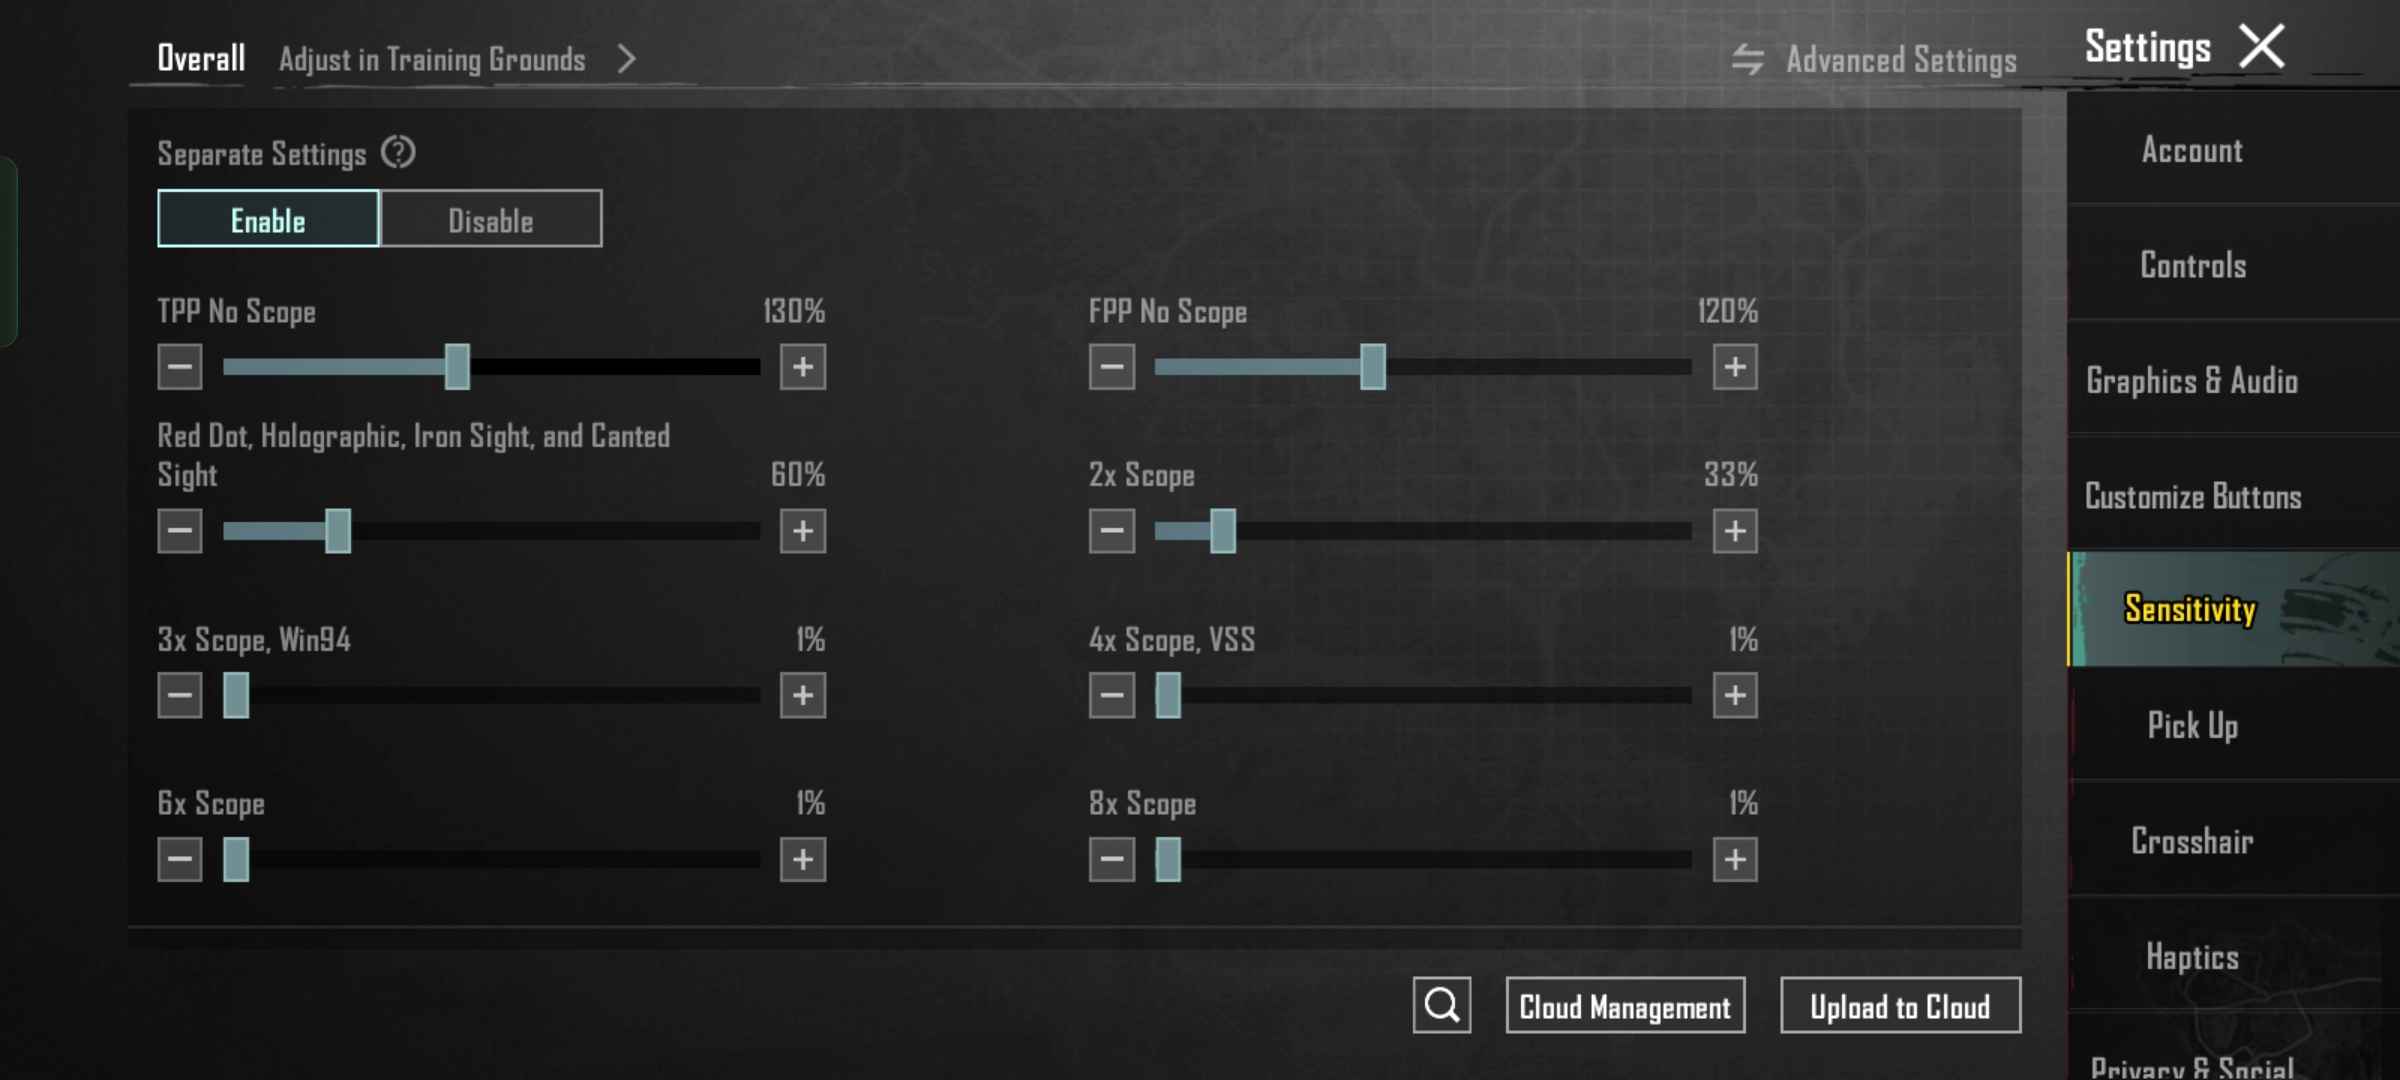 Overall
Adjust in Training Grounds
Advanced Settings
Settings
Separate Settings
Enable
Disable
TPP No Scope
130%
FPP No Scope
120%
Red Dot, Holographic, Iron Sight, and Canted
Sight
60%
2x Scope
33%
3x Scope, Win94
1%
4x Scope, VSS
1%
6x Scope
1%
8x Scope
1%
Cloud Management
Upload to Cloud
Account
Controls
Graphics & Audio
Customize Buttons
Sensitivity
Pick Up
Crosshair
Haptics
Privacy & Social